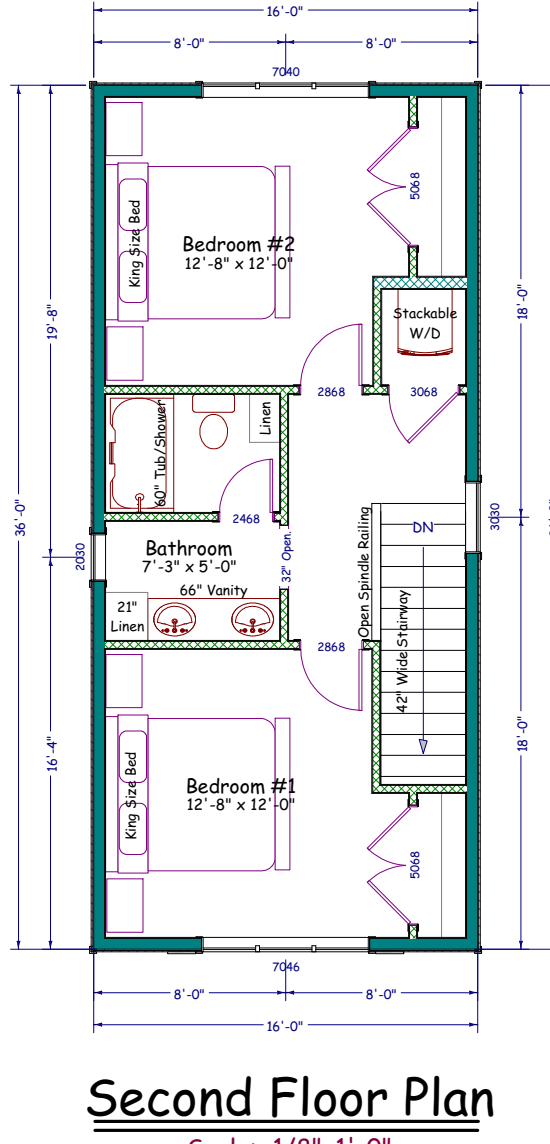 16'-0"
8'-0"
8'-0"
7040
King Size Bed
5068
Bedroom #2
12'-8" x 12'-0"
Stackable
W/D
19'-8"
18'-0"
2868
3068
Linen
60" Tub/Shower
36'-0"
2468
3030
DN
Open Spindle Railing
32" Open.
2030
Bathroom
7'-3" x 5'-0"
66" Vanity
21"
Linen
42" Wide Stairway
2868
16'-4"
18'-0"
King Size Bed
Bedroom #1
12'-8" x 12'-0"
5068
7046
8'-0"
8'-0"
16'-0"
Second Floor Plan